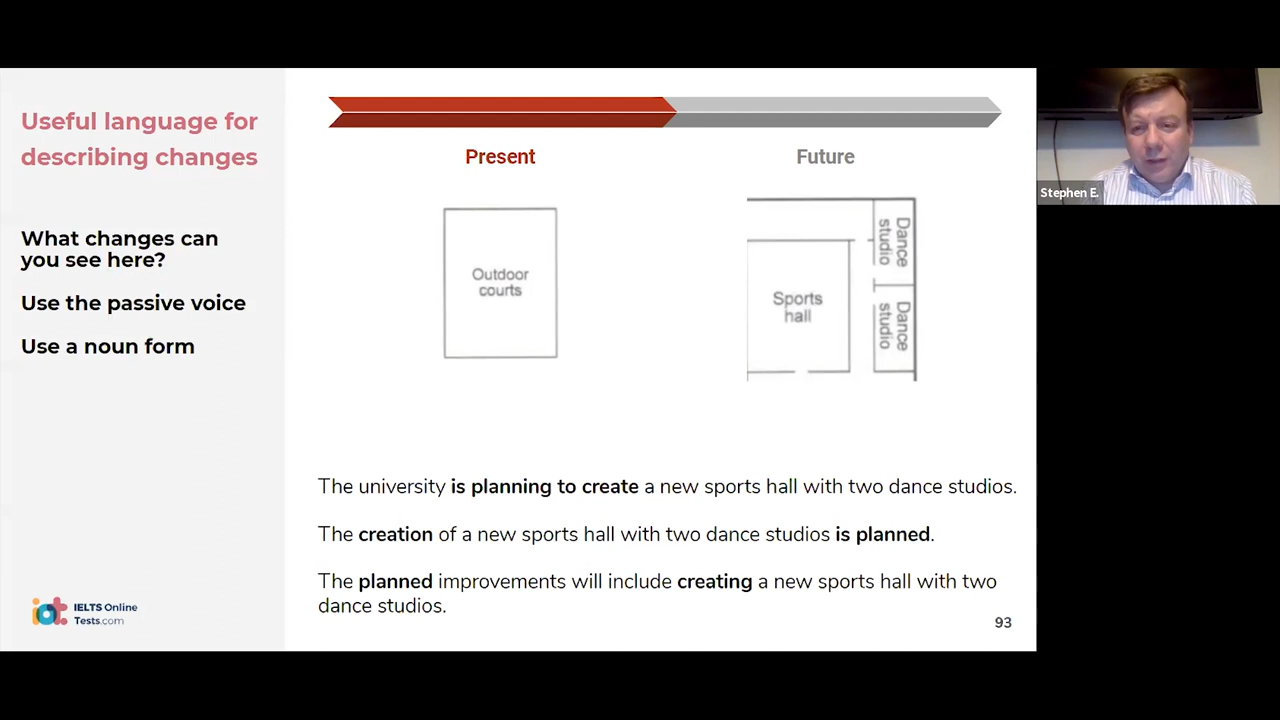 Useful language for
describing changes
What changes can
you see here?
Use the passive voice
Use a noun form
Present
Future
Outdoor
courts
Sports
hall
Dance
studio
Dance
studio
The university is planning to create a new sports hall with two dance studios.
The creation of a new sports hall with two dance studios is planned.
The planned improvements will include creating a new sports hall with two
dance studios.
93
iot IELTS Online
Tests.com
Stephen E.